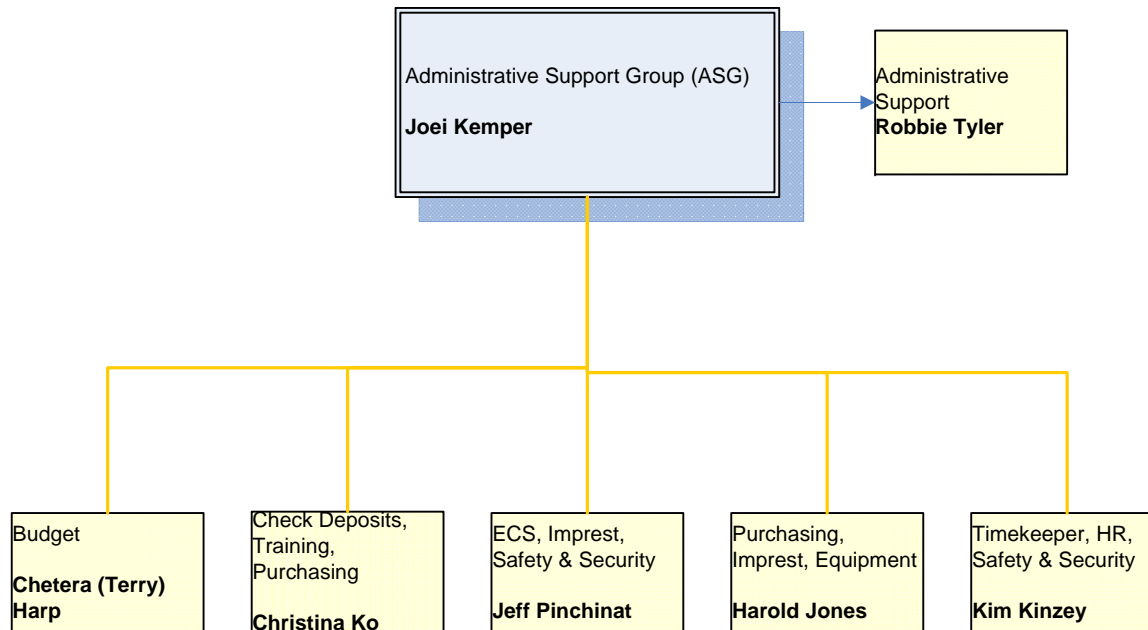 Administrative Support Group (ASG)
Joei Kemper
Administrative
Support
Robbie Tyler
Budget
Chetera (Terry)
Harp
Check Deposits,
Training,
Purchasing
Christina Ko
ECS, Imprest,
Safety & Security
Jeff Pinchinat
Purchasing,
Imprest, Equipment
Harold Jones
Timekeeper, HR,
Safety & Security
Kim Kinzey